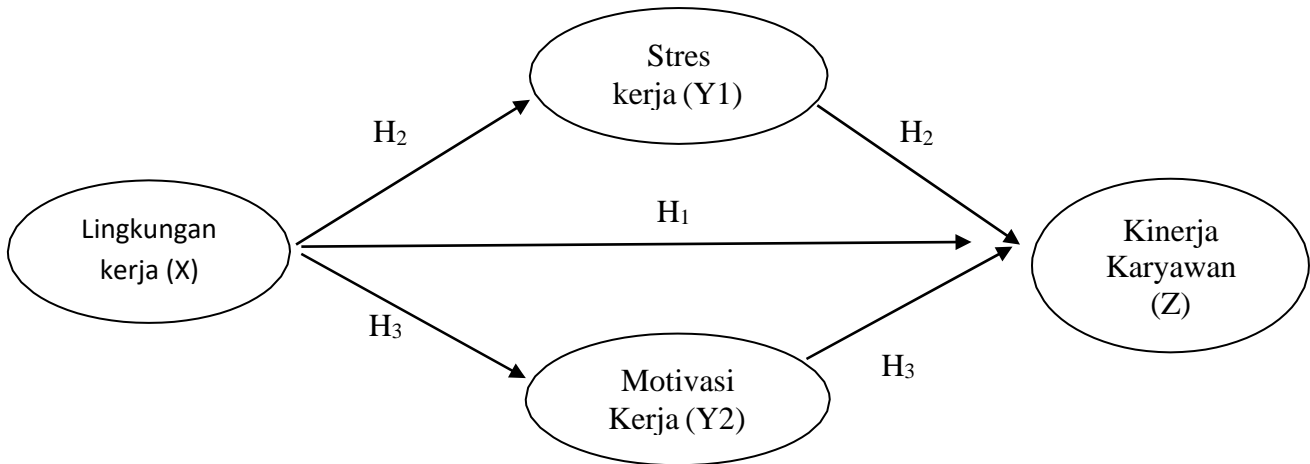 Stres
kerja (Y1)
H₂
H₂
Lingkungan
kerja (X)
H₁
Kinerja
Karyawan
(Z)
H₃
Motivasi
Kerja (Y2)
H₃